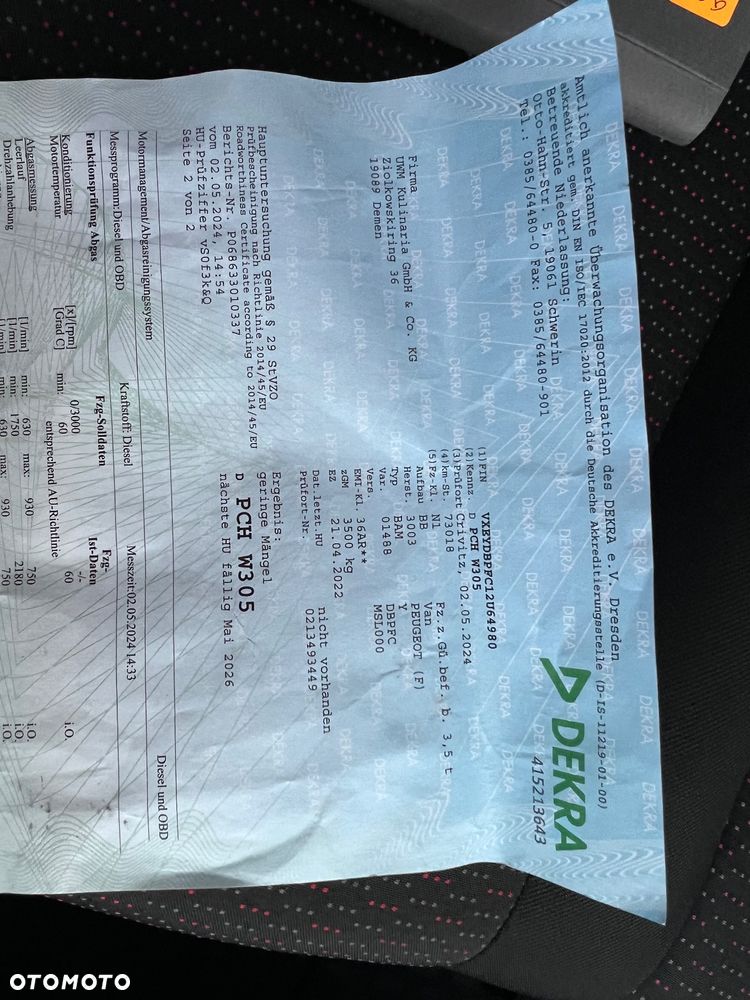 Amtlich anerkannte Überwachungsorganisation des DEKRA e.V. Dresden
akkreditiert gem. DIN EN ISO/IEC 17020:2012 durch die Deutsche Akkreditierungsstelle (D-IS-11219-01-00)
Betreuende Niederlassung:
Otto-Hahn-Str. 5, 19061 Schwerin
Tel.: 0385/64480-0 Fax: 0385/64480-901
DEKRA
415213643
Firma
UWM Kulinaria GmbH & Co. KG
Ziolkowskiring 36
19089 Demen
(1)FIN VXEYDBPFC12U64980
(2)Kennz. D PCH W305
(3)Prüfort Crivitz, 02.05.2024
(4)km-St. 73018
(5)Fz-Kl. N1 Fz.z.Gü.bef. b. 3,5 t
Aufbau BB Van
Herst. 3003 PEUGEOT (F)
Typ BAM Y
Var. 01488 DBPFC
Vers. MSL000
EMI-Kl. 36AR**
zGM 3500 kg
EZ 21.04.2022
Dat.letzt.HU nicht vorhanden
Prüfort-Nr. 0213493449
Hauptuntersuchung gemäß § 29 StVZO
Prüfbescheinigung nach Richtlinie 2014/45/EU
Roadworthiness Certificate according to 2014/45/EU
Berichts-Nr. P068633010337
vom 02.05.2024, 14:54
HU-Prüfziffer vS0f3k&Q
Seite 2 von 2
Ergebnis:
geringe Mängel
D PCH W305
nächste HU fällig Mai 2026
Motormanagement/Abgasreinigungssystem Diesel und OBD
Messprogramm: Diesel und OBD Kraftstoff: Diesel Messzeit: 02.05.2024 14:33
Funktionsprüfung Abgas Fzg-Solldaten Fzg-Ist-Daten
Konditionierung [x]/[rpm] 0/3000 -/- i.O.
Motortemperatur [Grad C] min: 60 60
entsprechend AU-Richtlinie
Abgasmessung
Leerlauf [1/min] min: 630 max: 930 750 i.O.
Drehzahlanhebung [1/min] min: 1750 2180 i.O.
[1/min] min: 630 max: 930 750 i.O.
OTOMOTO